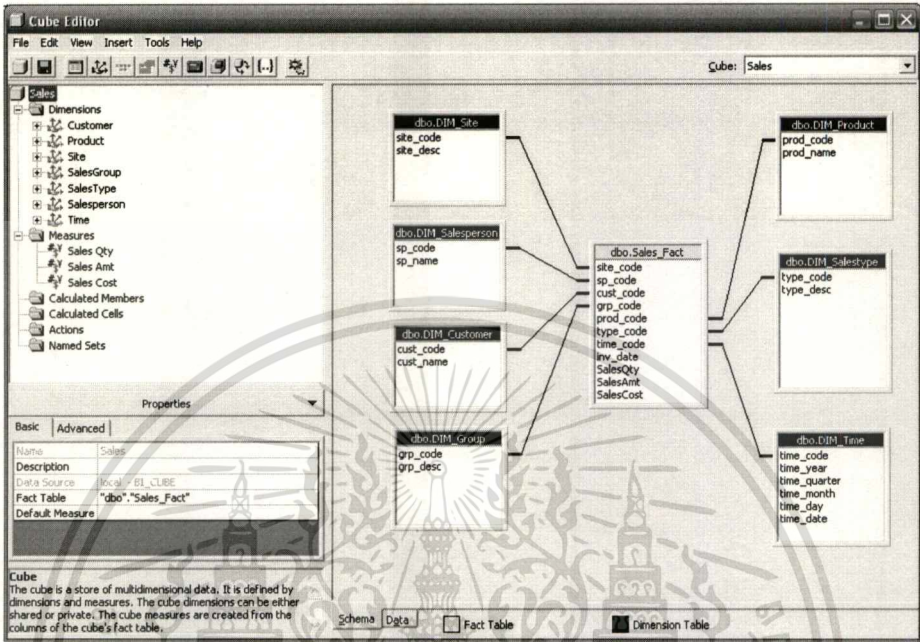 Cube Editor
File Edit View Insert Tools Help
Cube: Sales
Sales
Dimensions
Customer
Product
Site
SalesGroup
SalesType
Salesperson
Time
Measures
Sales Qty
Sales Amt
Sales Cost
Calculated Members
Calculated Cells
Actions
Named Sets
Properties
Basic Advanced
Name Sales
Description
Data Source local - BI_CUBE
Fact Table "dbo"."Sales_Fact"
Default Measure
Cube
The cube is a store of multidimensional data. It is defined by
dimensions and measures. The cube dimensions can be either
shared or private. The cube measures are created from the
columns of the cube's fact table.
dbo.DIM_Site
site_code
site_desc
dbo.DIM_Salesperson
sp_code
sp_name
dbo.DIM_Customer
cust_code
cust_name
dbo.DIM_Group
grp_code
grp_desc
dbo.Sales_Fact
site_code
sp_code
cust_code
grp_code
prod_code
type_code
time_code
inv_date
SalesQty
SalesAmt
SalesCost
dbo.DIM_Product
prod_code
prod_name
dbo.DIM_Salestype
type_code
type_desc
dbo.DIM_Time
time_code
time_year
time_quarter
time_month
time_day
time_date
Schema Data Fact Table Dimension Table